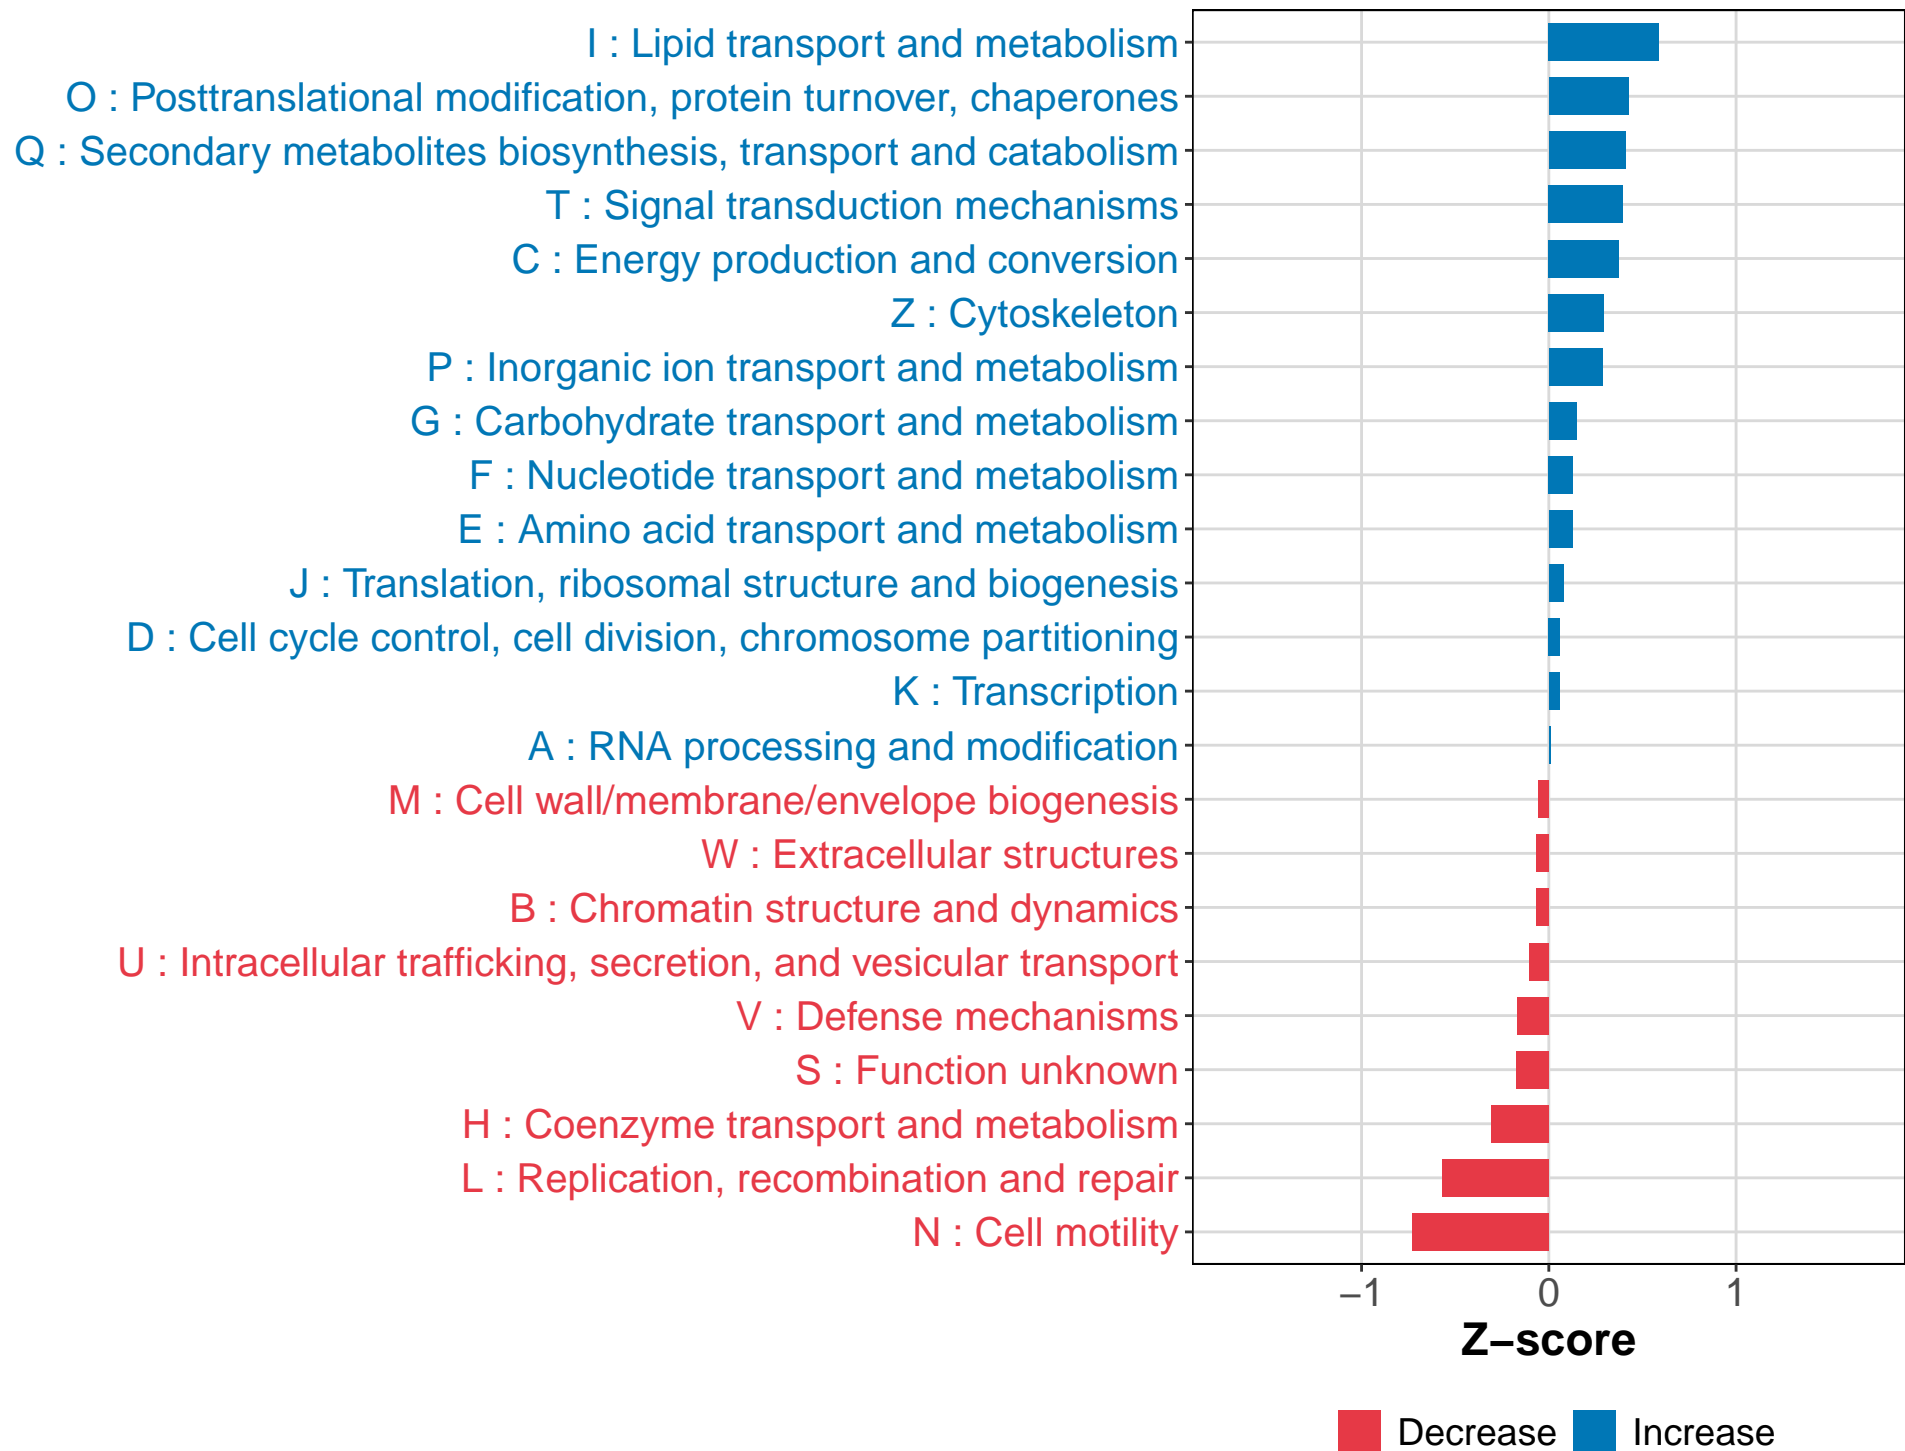 I : Lipid transport and metabolism
O : Posttranslational modification, protein turnover, chaperones
Q : Secondary metabolites biosynthesis, transport and catabolism
T : Signal transduction mechanisms
C : Energy production and conversion
Z : Cytoskeleton
P : Inorganic ion transport and metabolism
G : Carbohydrate transport and metabolism
F : Nucleotide transport and metabolism
E : Amino acid transport and metabolism
J : Translation, ribosomal structure and biogenesis
D : Cell cycle control, cell division, chromosome partitioning
K : Transcription
A : RNA processing and modification
M : Cell wall/membrane/envelope biogenesis
W : Extracellular structures
B : Chromatin structure and dynamics
U : Intracellular trafficking, secretion, and vesicular transport
V : Defense mechanisms
S : Function unknown
H : Coenzyme transport and metabolism
L : Replication, recombination and repair
N : Cell motility
−1 0 1
Z−score
Decrease Increase